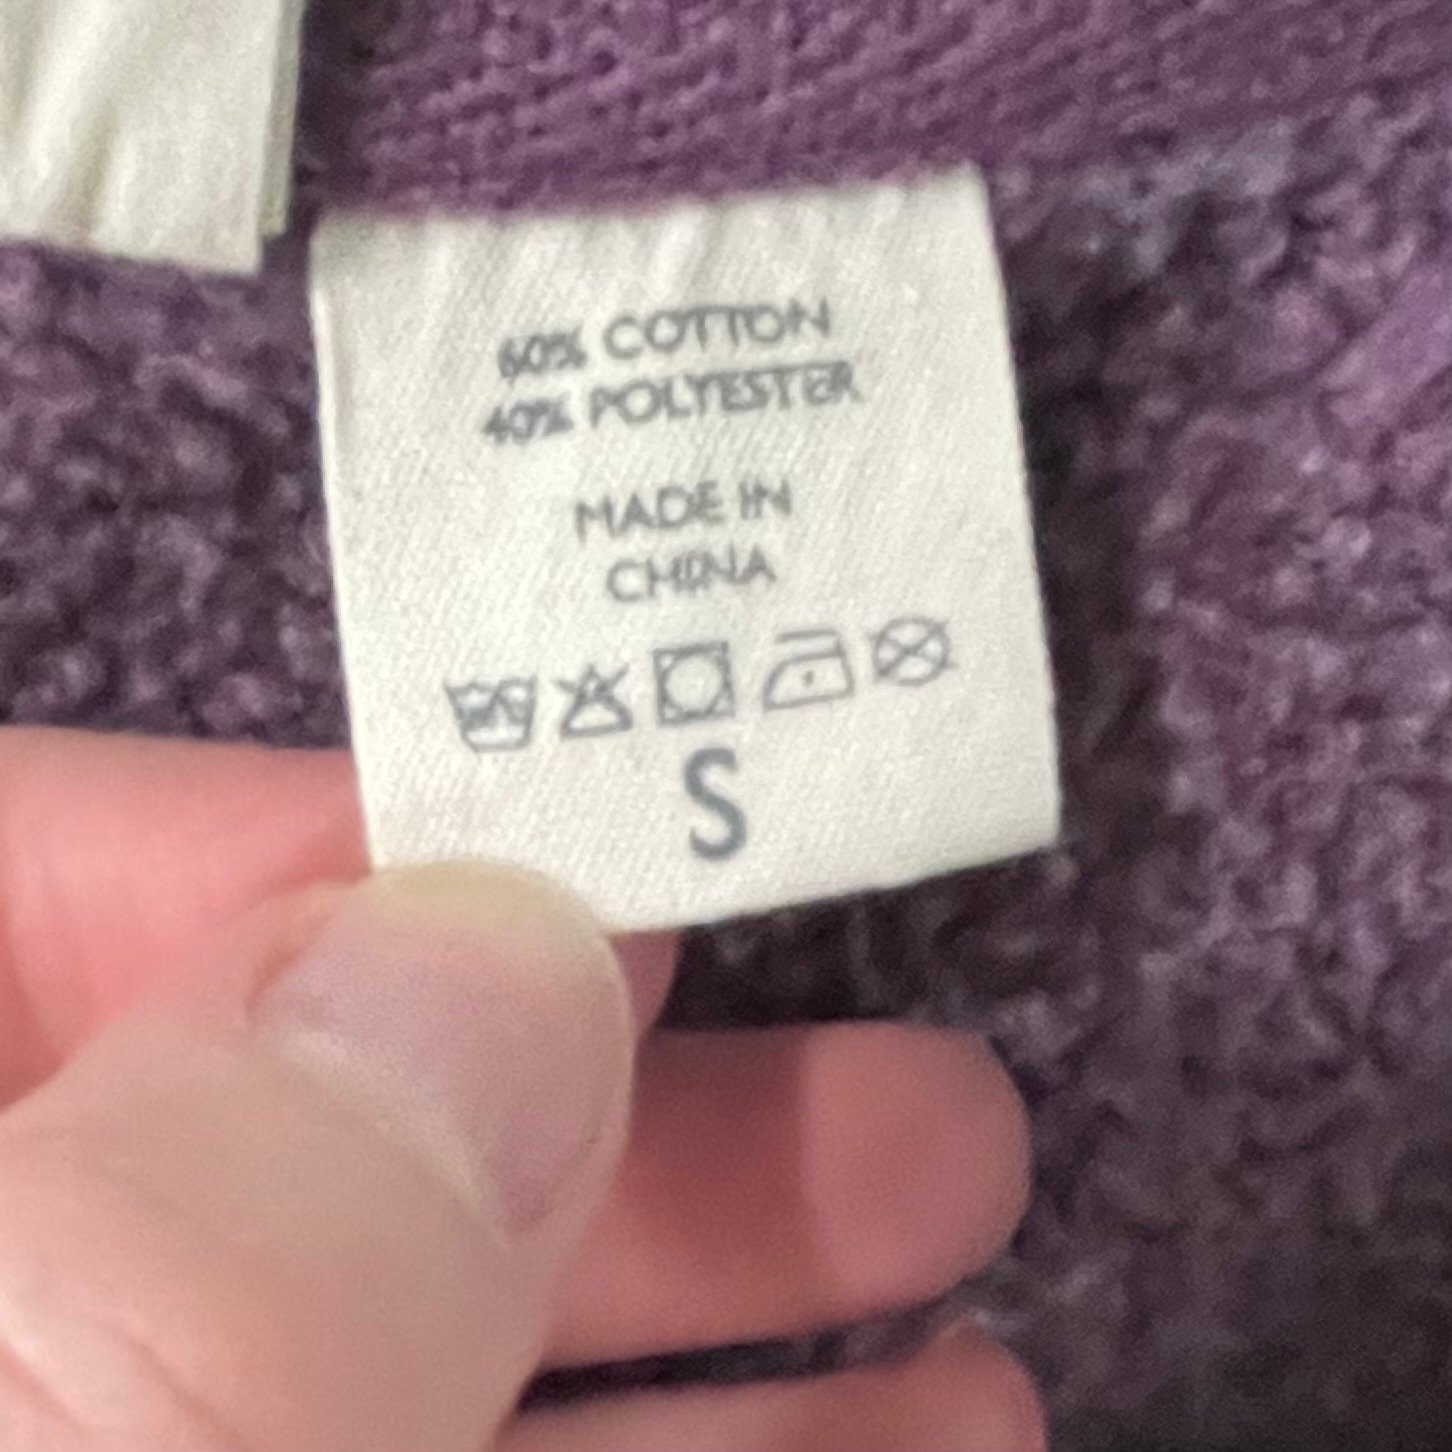 60% COTTON
40% POLYESTER
MADE IN
CHINA
S